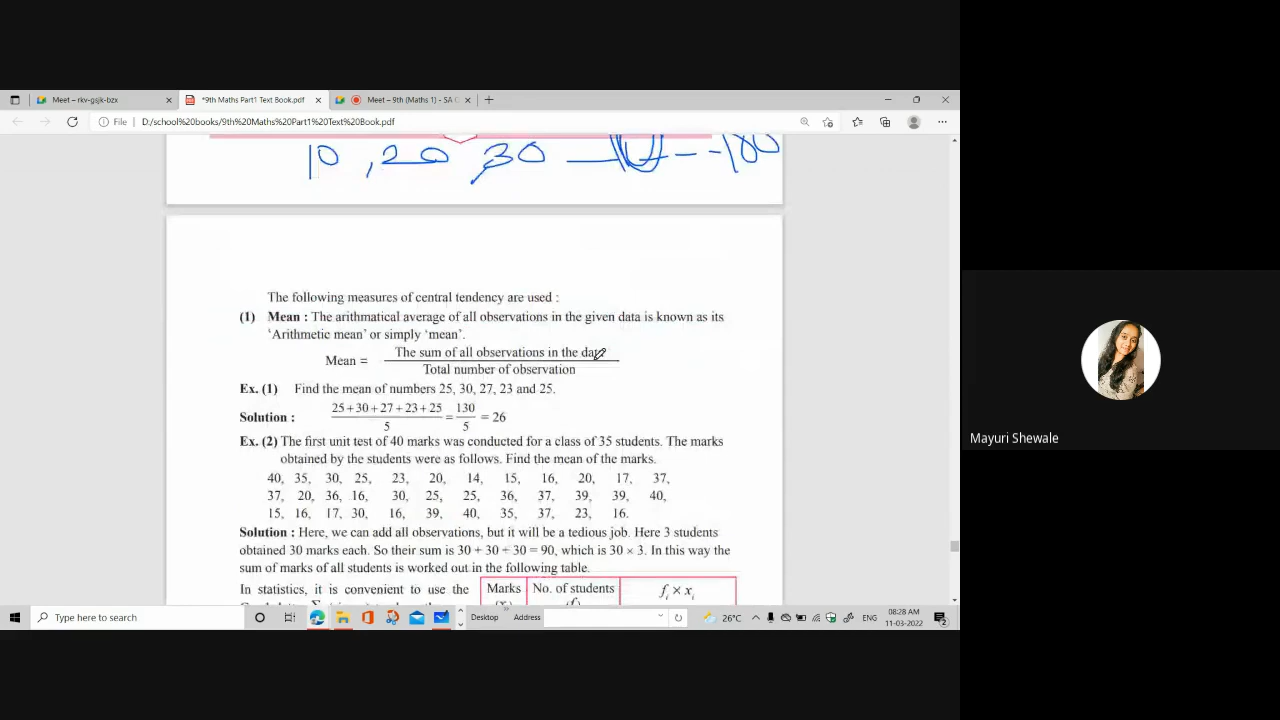 Meet – rkv-gsjk-bzx
*9th Maths Part1 Text Book.pdf
Meet – 9th (Maths 1) - SA C
File
D:/school books/9th%20Maths%20Part1%20Text%20Book.pdf
10 , 20 , 30
The following measures of central tendency are used :
(1) Mean : The arithmatical average of all observations in the given data is known as its
'Arithmetic mean' or simply 'mean'.
Mean = The sum of all observations in the data
Total number of observation
Ex. (1) Find the mean of numbers 25, 30, 27, 23 and 25.
Solution : 25 + 30 + 27 + 23 + 25 / 5 = 130 / 5 = 26
Ex. (2) The first unit test of 40 marks was conducted for a class of 35 students. The marks
obtained by the students were as follows. Find the mean of the marks.
40, 35, 30, 25, 23, 20, 14, 15, 16, 20, 17, 37,
37, 20, 36, 16, 30, 25, 25, 36, 37, 39, 39, 40,
15, 16, 17, 30, 16, 39, 40, 35, 37, 23, 16.
Solution : Here, we can add all observations, but it will be a tedious job. Here 3 students
obtained 30 marks each. So their sum is 30 + 30 + 30 = 90, which is 30 × 3. In this way the
sum of marks of all students is worked out in the following table.
In statistics, it is convenient to use the
Marks
No. of students
fᵢ × xᵢ
Mayuri Shewale
Type here to search
Desktop
Address
26°C
ENG
08:28 AM
11-03-2022
2